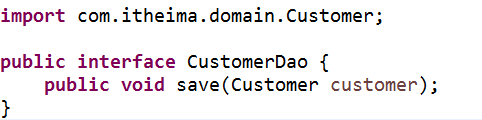 import com.itheima.domain.Customer;
public interface CustomerDao {
    public void save(Customer customer);
}